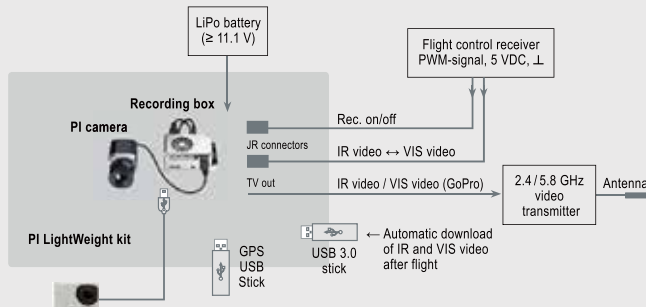 LiPo battery
(≥ 11.1 V)
Flight control receiver
PWM-signal, 5 VDC, ⊥
Recording box
PI camera
Rec. on/off
JR connectors
IR video ↔ VIS video
TV out
IR video / VIS video (GoPro)
2.4 / 5.8 GHz
video
transmitter
Antenna
PI LightWeight kit
GPS
USB
Stick
USB 3.0
stick
← Automatic download
of IR and VIS video
after flight